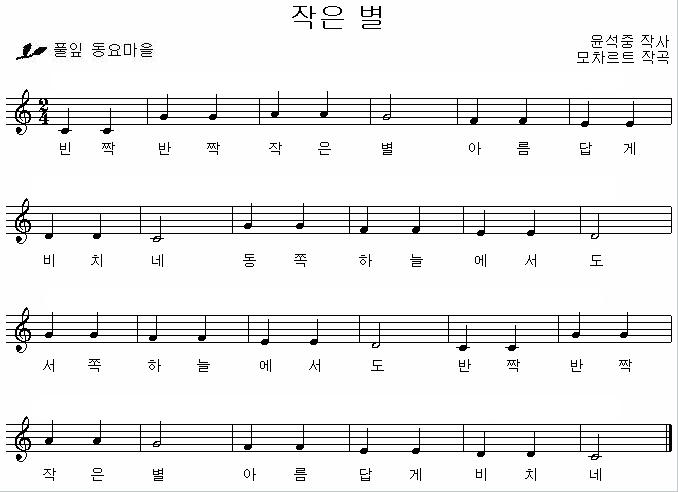 작은 별
풀잎 동요마을
윤석중 작사
모차르트 작곡
2
4
빈 짝 반 짝 작 은 별 아 름 답 게
비 치 네 동 쪽 하 늘 에 서 도
서 쪽 하 늘 에 서 도 반 짝 반 짝
작 은 별 아 름 답 게 비 치 네